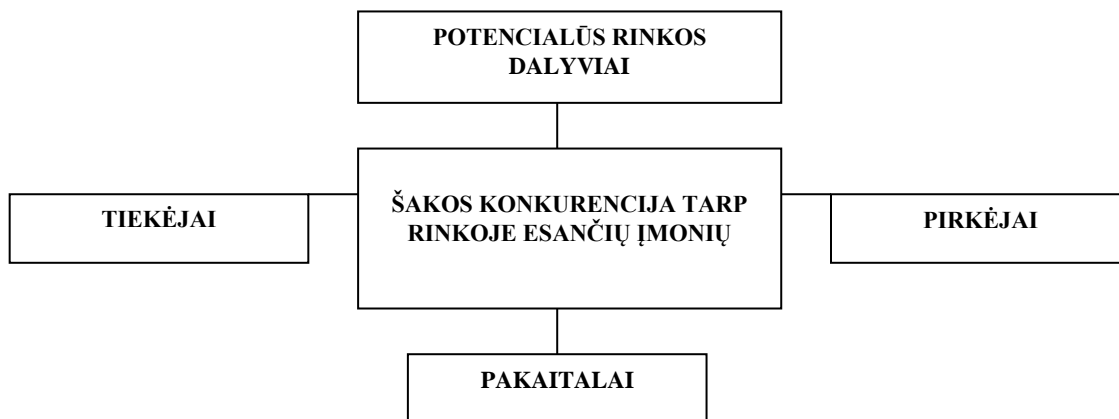 POTENCIALŪS RINKOS
DALYVIAI
TIEKĖJAI
ŠAKOS KONKURENCIJA TARP
RINKOJE ESANČIŲ ĮMONIŲ
PIRKĖJAI
PAKAITALAI